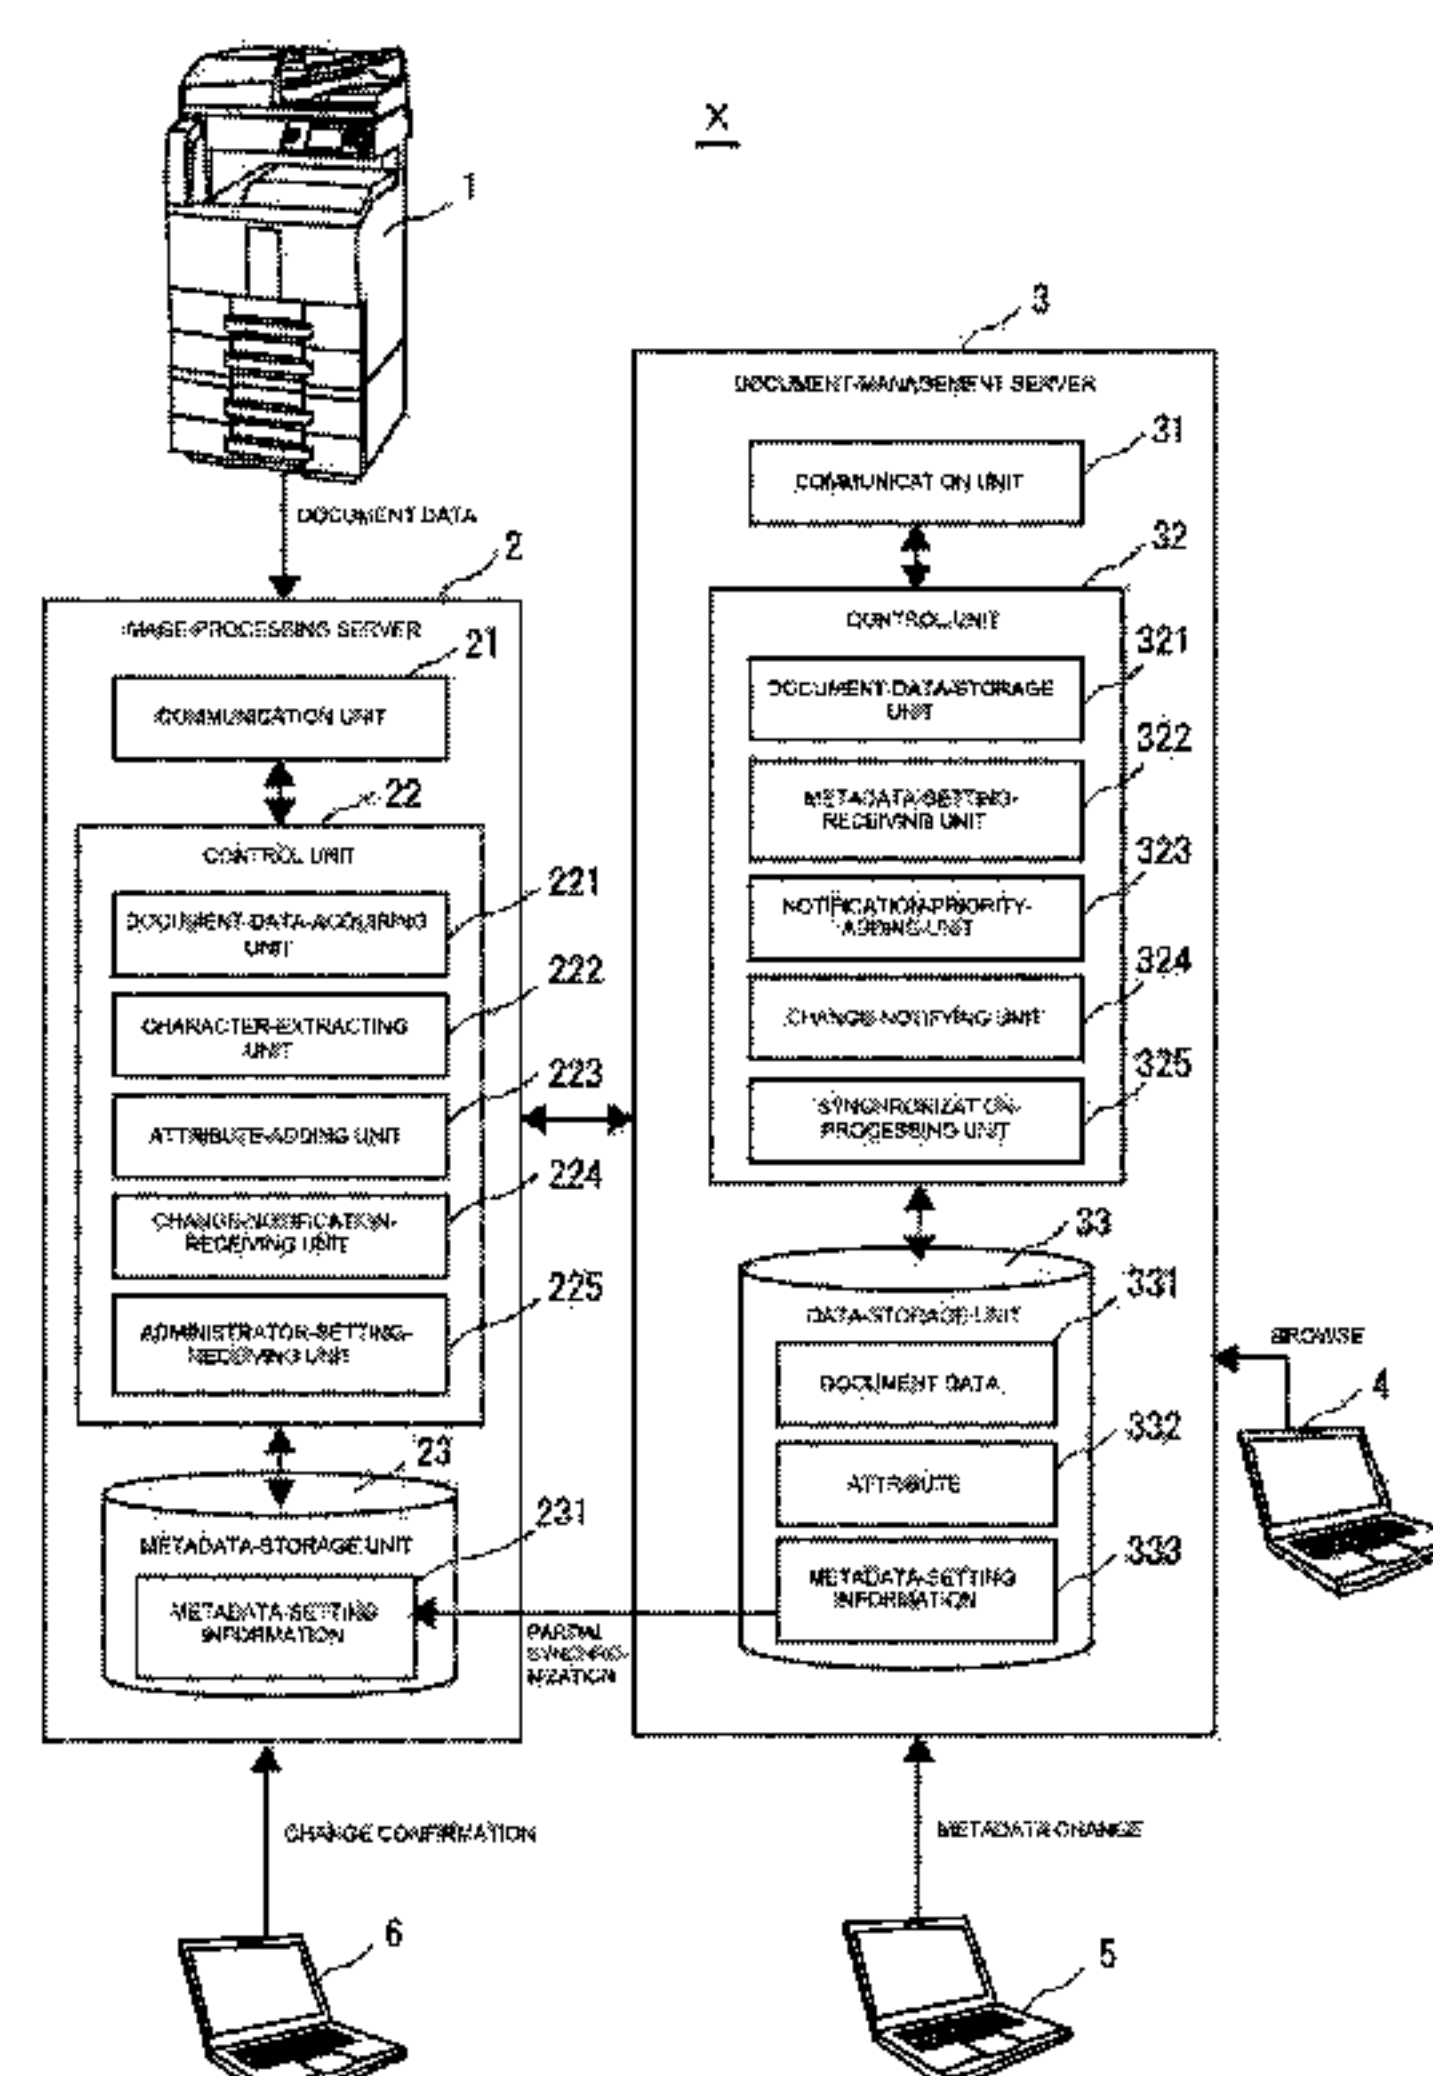 X
1
DOCUMENT DATA
2
IMAGE-PROCESSING SERVER
21
COMMUNICATION UNIT
22
CONTROL UNIT
221
DOCUMENT-DATA-ACQUIRING
UNIT
222
CHARACTER-EXTRACTING
UNIT
223
ATTRIBUTE-ADDING UNIT
224
CHANGE-NOTIFICATION-
RECEIVING UNIT
225
ADMINISTRATOR-SETTING-
RECEIVING UNIT
23
METADATA-STORAGE UNIT
231
METADATA-SETTING
INFORMATION
PARTIAL
SYNCHRO-
NIZATION
CHANGE CONFIRMATION
6
3
DOCUMENT-MANAGEMENT SERVER
31
COMMUNICATION UNIT
32
CONTROL UNIT
321
DOCUMENT-DATA-STORAGE
UNIT
322
METADATA-SETTING-
RECEIVING UNIT
323
NOTIFICATION-PRIORITY-
ADDING-UNIT
324
CHANGE-NOTIFYING UNIT
325
SYNCHRONIZATION-
PROCESSING UNIT
33
DATA-STORAGE-UNIT
331
DOCUMENT DATA
332
ATTRIBUTE
333
METADATA-SETTING
INFORMATION
BROWSE
4
METADATA CHANGE
5